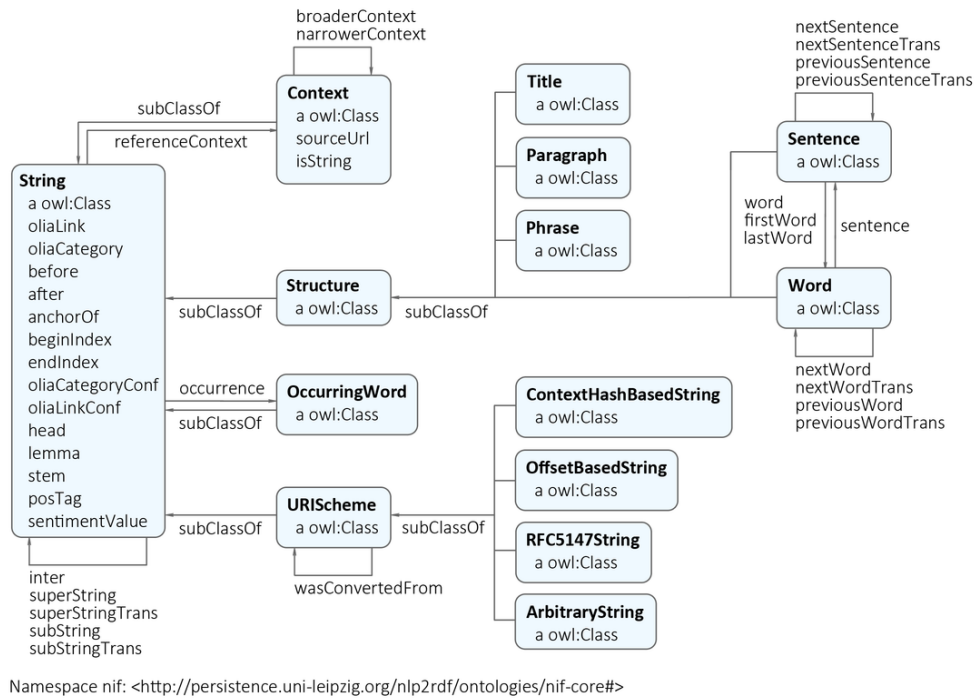 broaderContext
narrowerContext
Context
a owl:Class
sourceUrl
isString
subClassOf
referenceContext
String
a owl:Class
oliaLink
oliaCategory
before
after
anchorOf
beginIndex
endIndex
oliaCategoryConf
oliaLinkConf
head
lemma
stem
posTag
sentimentValue
inter
superString
superStringTrans
subString
subStringTrans
Title
a owl:Class
Paragraph
a owl:Class
Phrase
a owl:Class
Structure
a owl:Class
subClassOf
subClassOf
nextSentence
nextSentenceTrans
previousSentence
previousSentenceTrans
Sentence
a owl:Class
word
firstWord
lastWord
sentence
Word
a owl:Class
nextWord
nextWordTrans
previousWord
previousWordTrans
occurrence
subClassOf
OccurringWord
a owl:Class
URIScheme
a owl:Class
subClassOf
subClassOf
wasConvertedFrom
ContextHashBasedString
a owl:Class
OffsetBasedString
a owl:Class
RFC5147String
a owl:Class
ArbitraryString
a owl:Class
Namespace nif: <http://persistence.uni-leipzig.org/nlp2rdf/ontologies/nif-core#>